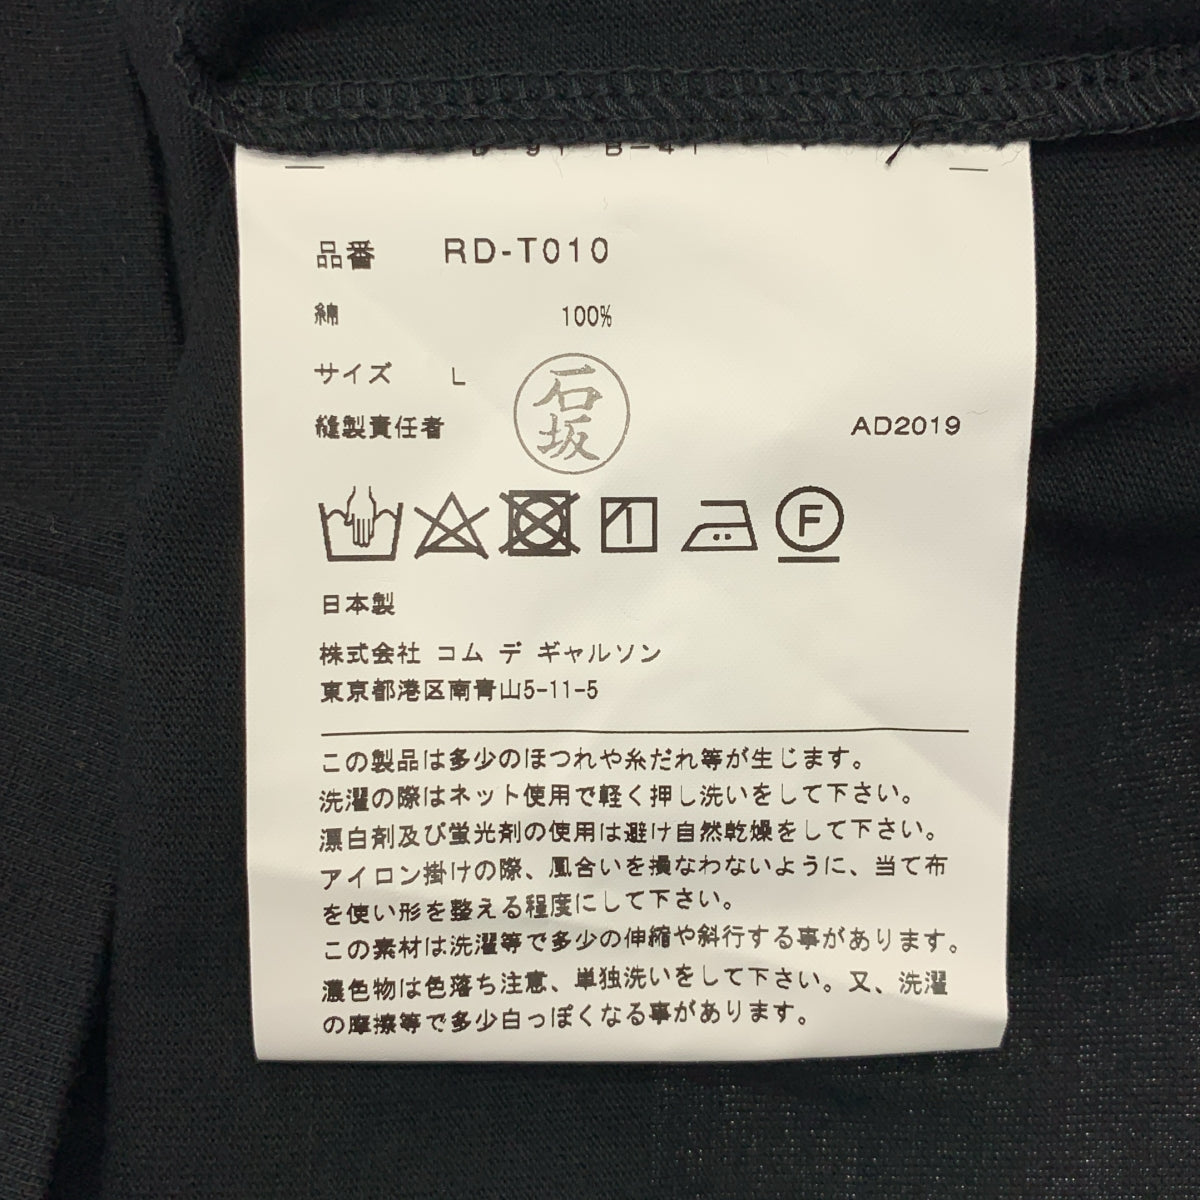 品番 RD-T010
綿 100%
サイズ L
石坂
縫製責任者 AD2019
F
日本製
株式会社 コム デ ギャルソン
東京都港区南青山5-11-5
この製品は多少のほつれや糸だれ等が生じます。
洗濯の際はネット使用で軽く押し洗いをして下さい。
漂白剤及び蛍光剤の使用は避け自然乾燥をして下さい。
アイロン掛けの際、風合いを損なわないように、当て布
を使い形を整える程度にして下さい。
この素材は洗濯等で多少の伸縮や斜行する事があります。
濃色物は色落ち注意、単独洗いをして下さい。又、洗濯
の摩擦等で多少白っぽくなる事があります。